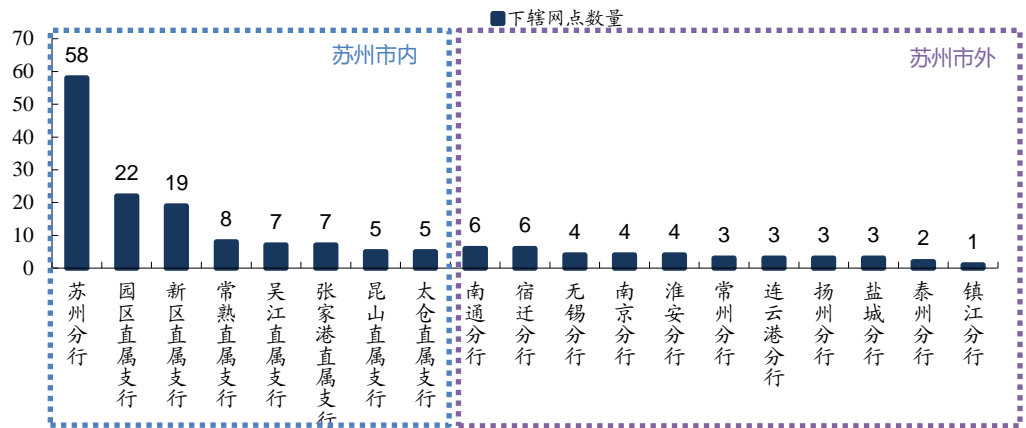 下辖网点数量
苏州市内
苏州市外
70
60
50
40
30
20
10
0
58
22
19
8
7
7
5
5
6
6
4
4
4
3
3
3
3
2
1
苏州分行
园区直属支行
新区直属支行
常熟直属支行
吴江直属支行
张家港直属支行
昆山直属支行
太仓直属支行
南通分行
宿迁分行
无锡分行
南京分行
淮安分行
常州分行
连云港分行
扬州分行
盐城分行
泰州分行
镇江分行